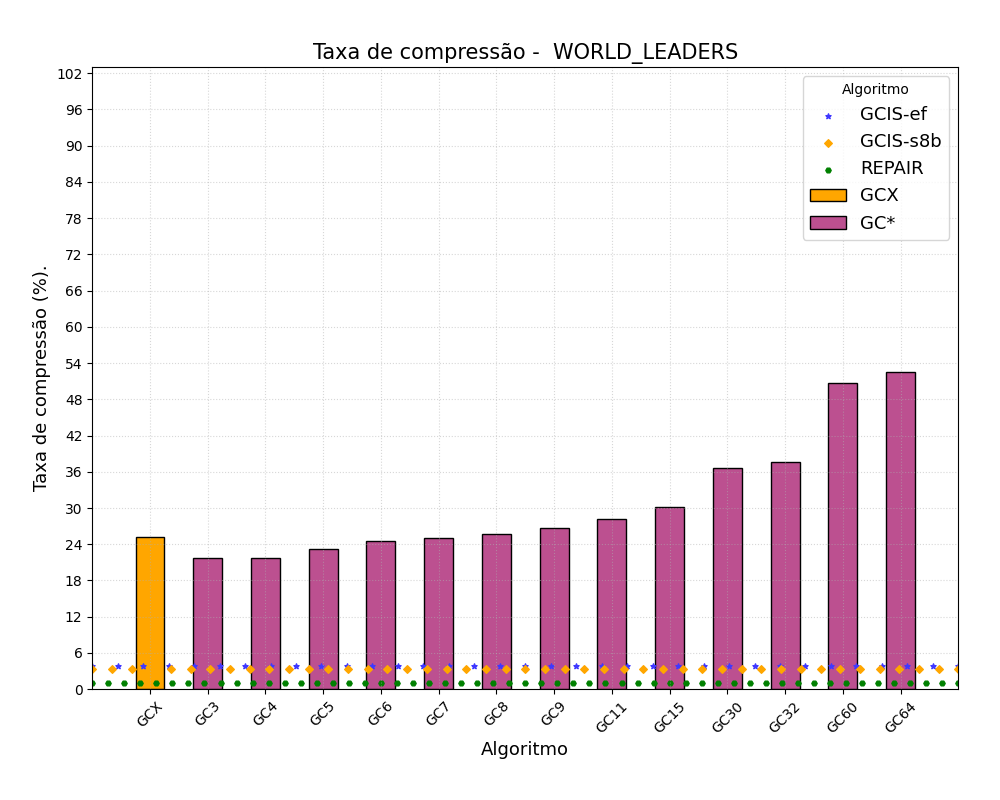 Taxa de compressão -  WORLD_LEADERS
Taxa de compressão (%).
102
96
90
84
78
72
66
60
54
48
42
36
30
24
18
12
6
0
Algoritmo
GCIS-ef
GCIS-s8b
REPAIR
GCX
GC*
GCX
GC3
GC4
GC5
GC6
GC7
GC8
GC9
GC11
GC15
GC30
GC32
GC60
GC64
Algoritmo